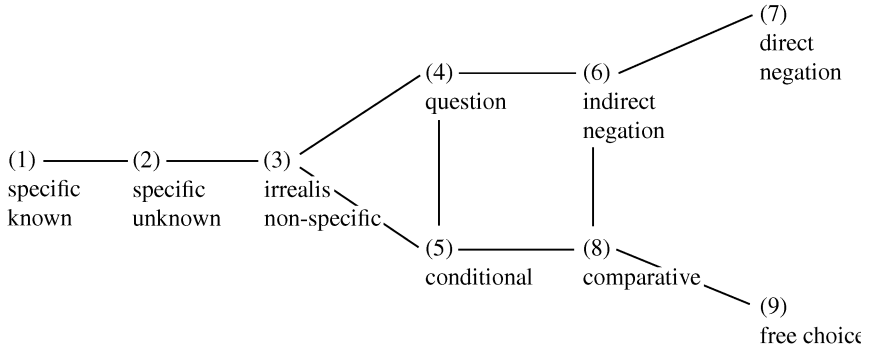 (7)
direct
negation
(4)
question
(6)
indirect
negation
(1)
specific
known
(2)
specific
unknown
(3)
irrealis
non-specific
(5)
conditional
(8)
comparative
(9)
free choice